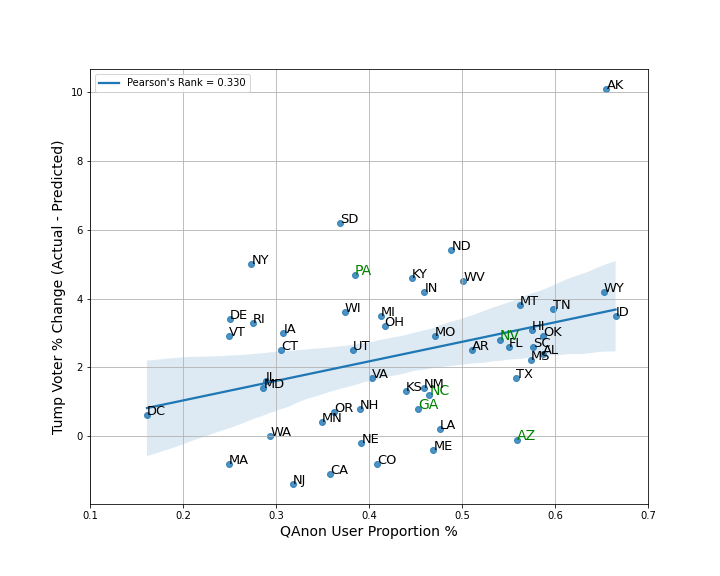 Pearson's Rank = 0.330
Tump Voter % Change (Actual - Predicted)
10
8
6
4
2
0
AK
SD
ND
NY
PA
KY
WV
IN
WY
MT
TN
WI
MI
ID
DE
RI
OH
HI
VT
IA
MO
NV
OK
CT
UT
AR
FL
SC
AL
MS
IL
MD
VA
TX
KS
NM
NC
DC
OR
NH
GA
MN
LA
WA
NE
AZ
ME
MA
CO
CA
NJ
0.1 0.2 0.3 0.4 0.5 0.6 0.7
QAnon User Proportion %